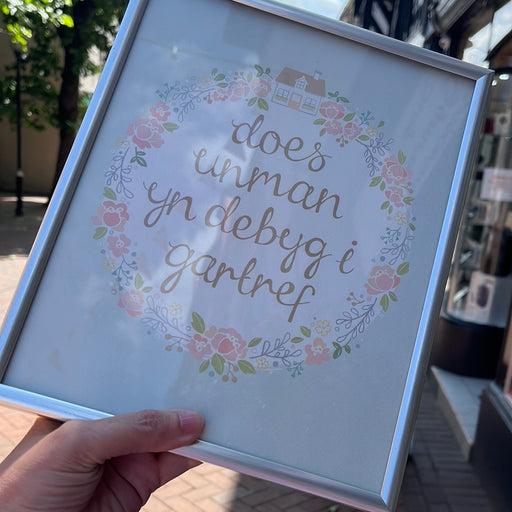 does
unman
yn debyg i
gartref